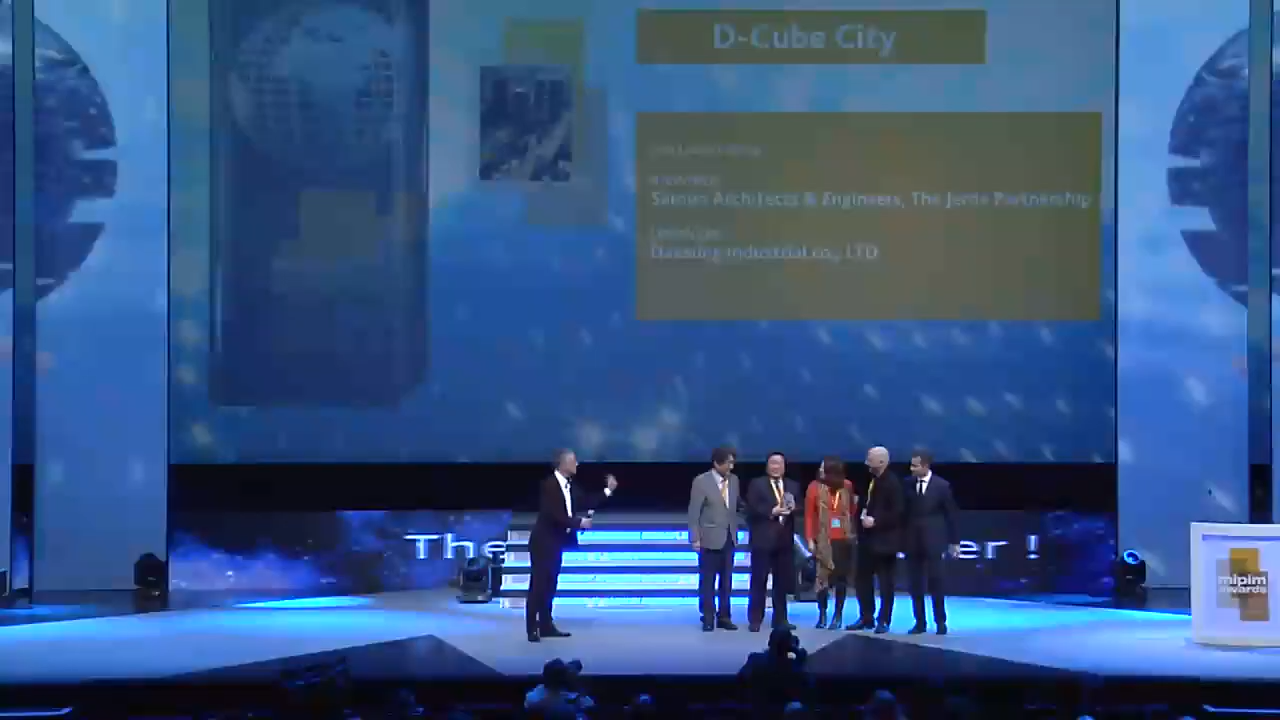 D-Cube City
Samoo Architects & Engineers, The Jerde Partnership
Daesung Industrial co., LTD
The er !
mipim
awards